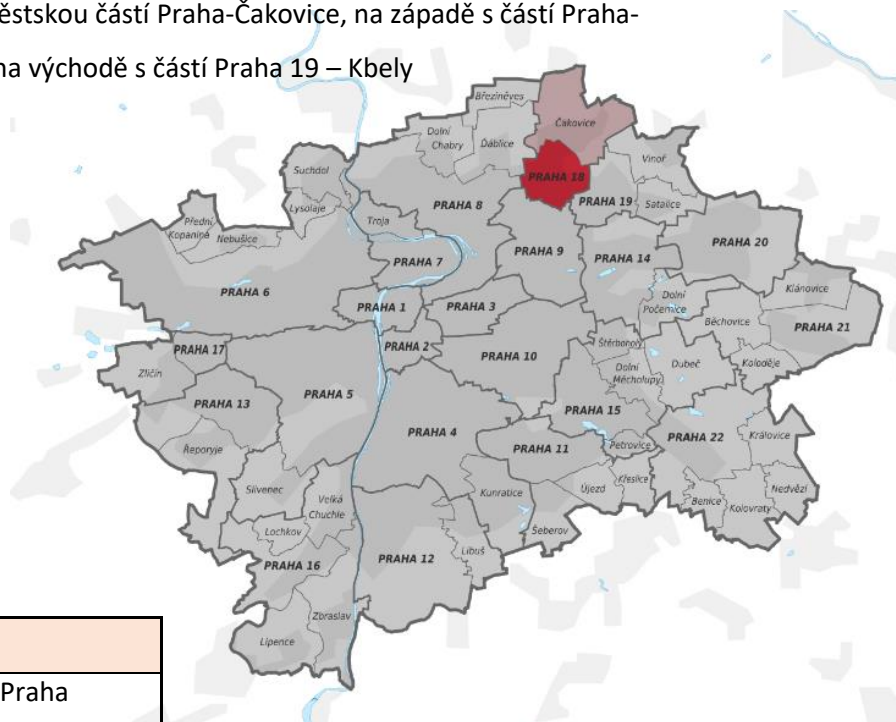 ěstskou částí Praha-Čakovice, na západě s částí Praha-
na východě s částí Praha 19 – Kbely
Březiněves
Čakovice
Dolní
Chabry
Ďáblice
Vinoř
Suchdol
PRAHA 18
Lysolaje
PRAHA 8
PRAHA 19
Satalice
Přední
Kopanina
Nebušice
Troja
PRAHA 7
PRAHA 9
PRAHA 14
PRAHA 20
PRAHA 6
PRAHA 1
PRAHA 3
Dolní
Počernice
Klánovice
Běchovice
PRAHA 21
PRAHA 17
PRAHA 2
PRAHA 10
Štěrboholy
Zličín
Dolní
Měcholupy
Dubeč
Koloděje
PRAHA 13
PRAHA 5
PRAHA 15
PRAHA 4
PRAHA 11
Petrovice
PRAHA 22
Královice
Řeporyje
Slivenec
Velká
Chuchle
Kunratice
Újezd
Křeslice
Benice
Kolovraty
Nedvězí
Lochkov
Šeberov
PRAHA 16
PRAHA 12
Libuš
Zbraslav
Lipence
Praha